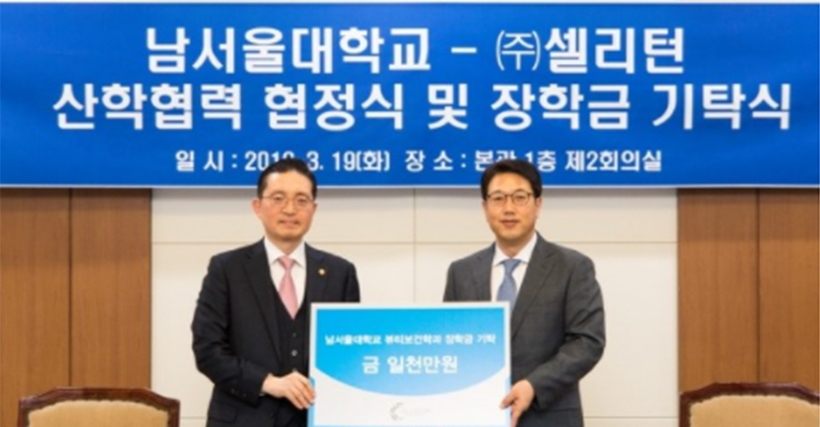 남서울대학교 - ㈜셀리턴
산학협력 협정식 및 장학금 기탁식
일 시 : 3. 19(화) 장 소 : 본관 1층 제2회의실
남서울대학교 뷰티보건학과 장학금 기탁
금 일천만원